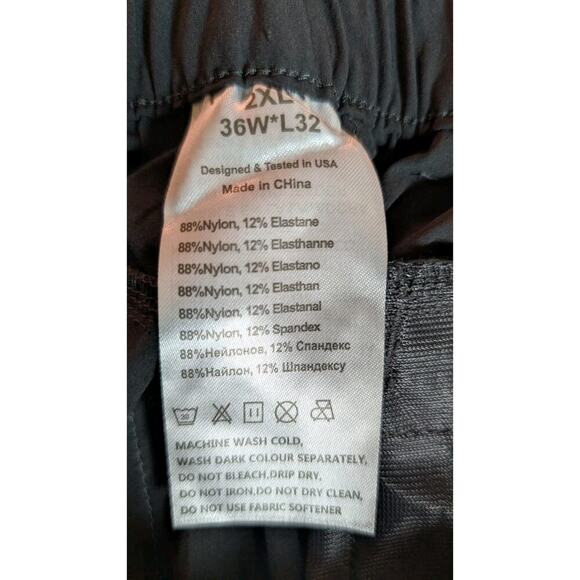 2XL
36W*L32
Designed & Tested in USA
Made in CHina
88%Nylon, 12% Elastane
88%Nylon, 12% Elasthanne
88%Nylon, 12% Elastano
88%Nylon, 12% Elasthan
88%Nylon, 12% Elastanal
88%Nylon, 12% Spandex
88%Нейлонов, 12% Спандекс
88%Найлон, 12% Шпандексу
30
MACHINE WASH COLD,
WASH DARK COLOUR SEPARATELY,
DO NOT BLEACH,DRIP DRY,
DO NOT IRON,DO NOT DRY CLEAN,
DO NOT USE FABRIC SOFTENER